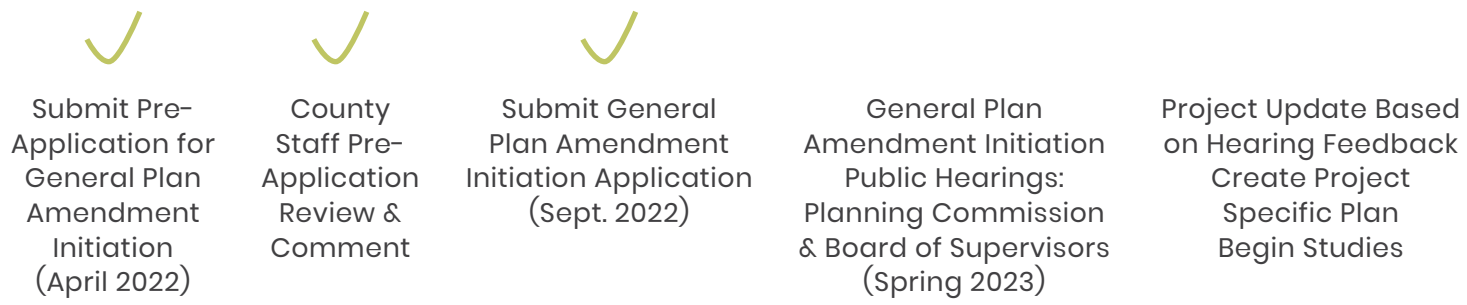 Submit Pre-
Application for
General Plan
Amendment
Initiation
(April 2022)
County
Staff Pre-
Application
Review &
Comment
Submit General
Plan Amendment
Initiation Application
(Sept. 2022)
General Plan
Amendment Initiation
Public Hearings:
Planning Commission
& Board of Supervisors
(Spring 2023)
Project Update Based
on Hearing Feedback
Create Project
Specific Plan
Begin Studies